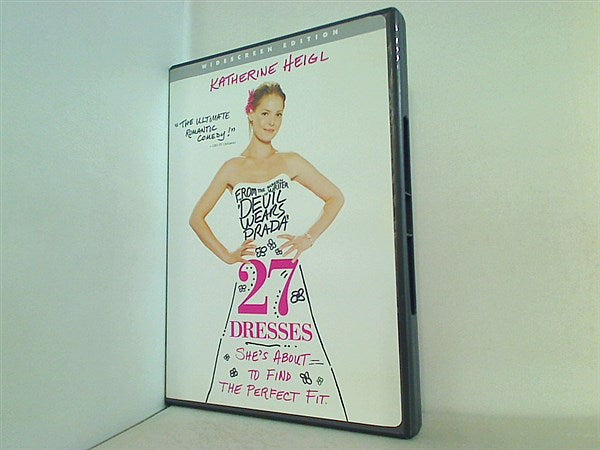 WIDESCREEN EDITION
KATHERINE HEIGL
"THE ULTIMATE
ROMANTIC
COMEDY!"
FROM THE SCREEN
WRITER
'DEVIL
WEARS
PRADA'
27
DRESSES
SHE'S ABOUT
TO FIND
THE PERFECT FIT.